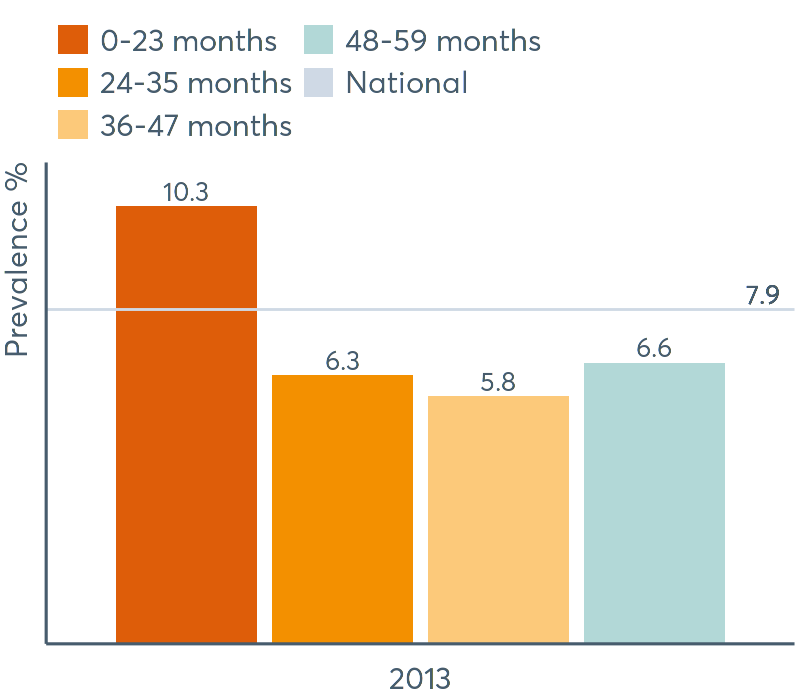 0-23 months
48-59 months
24-35 months
National
36-47 months
Prevalence %
10.3
7.9
6.3
5.8
6.6
2013